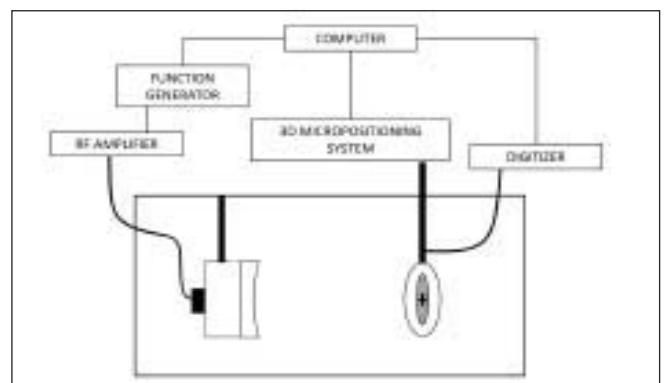 COMPUTER
FUNCTION
GENERATOR
3D MICROPOSITIONING
SYSTEM
RF AMPLIFIER
DIGITIZER